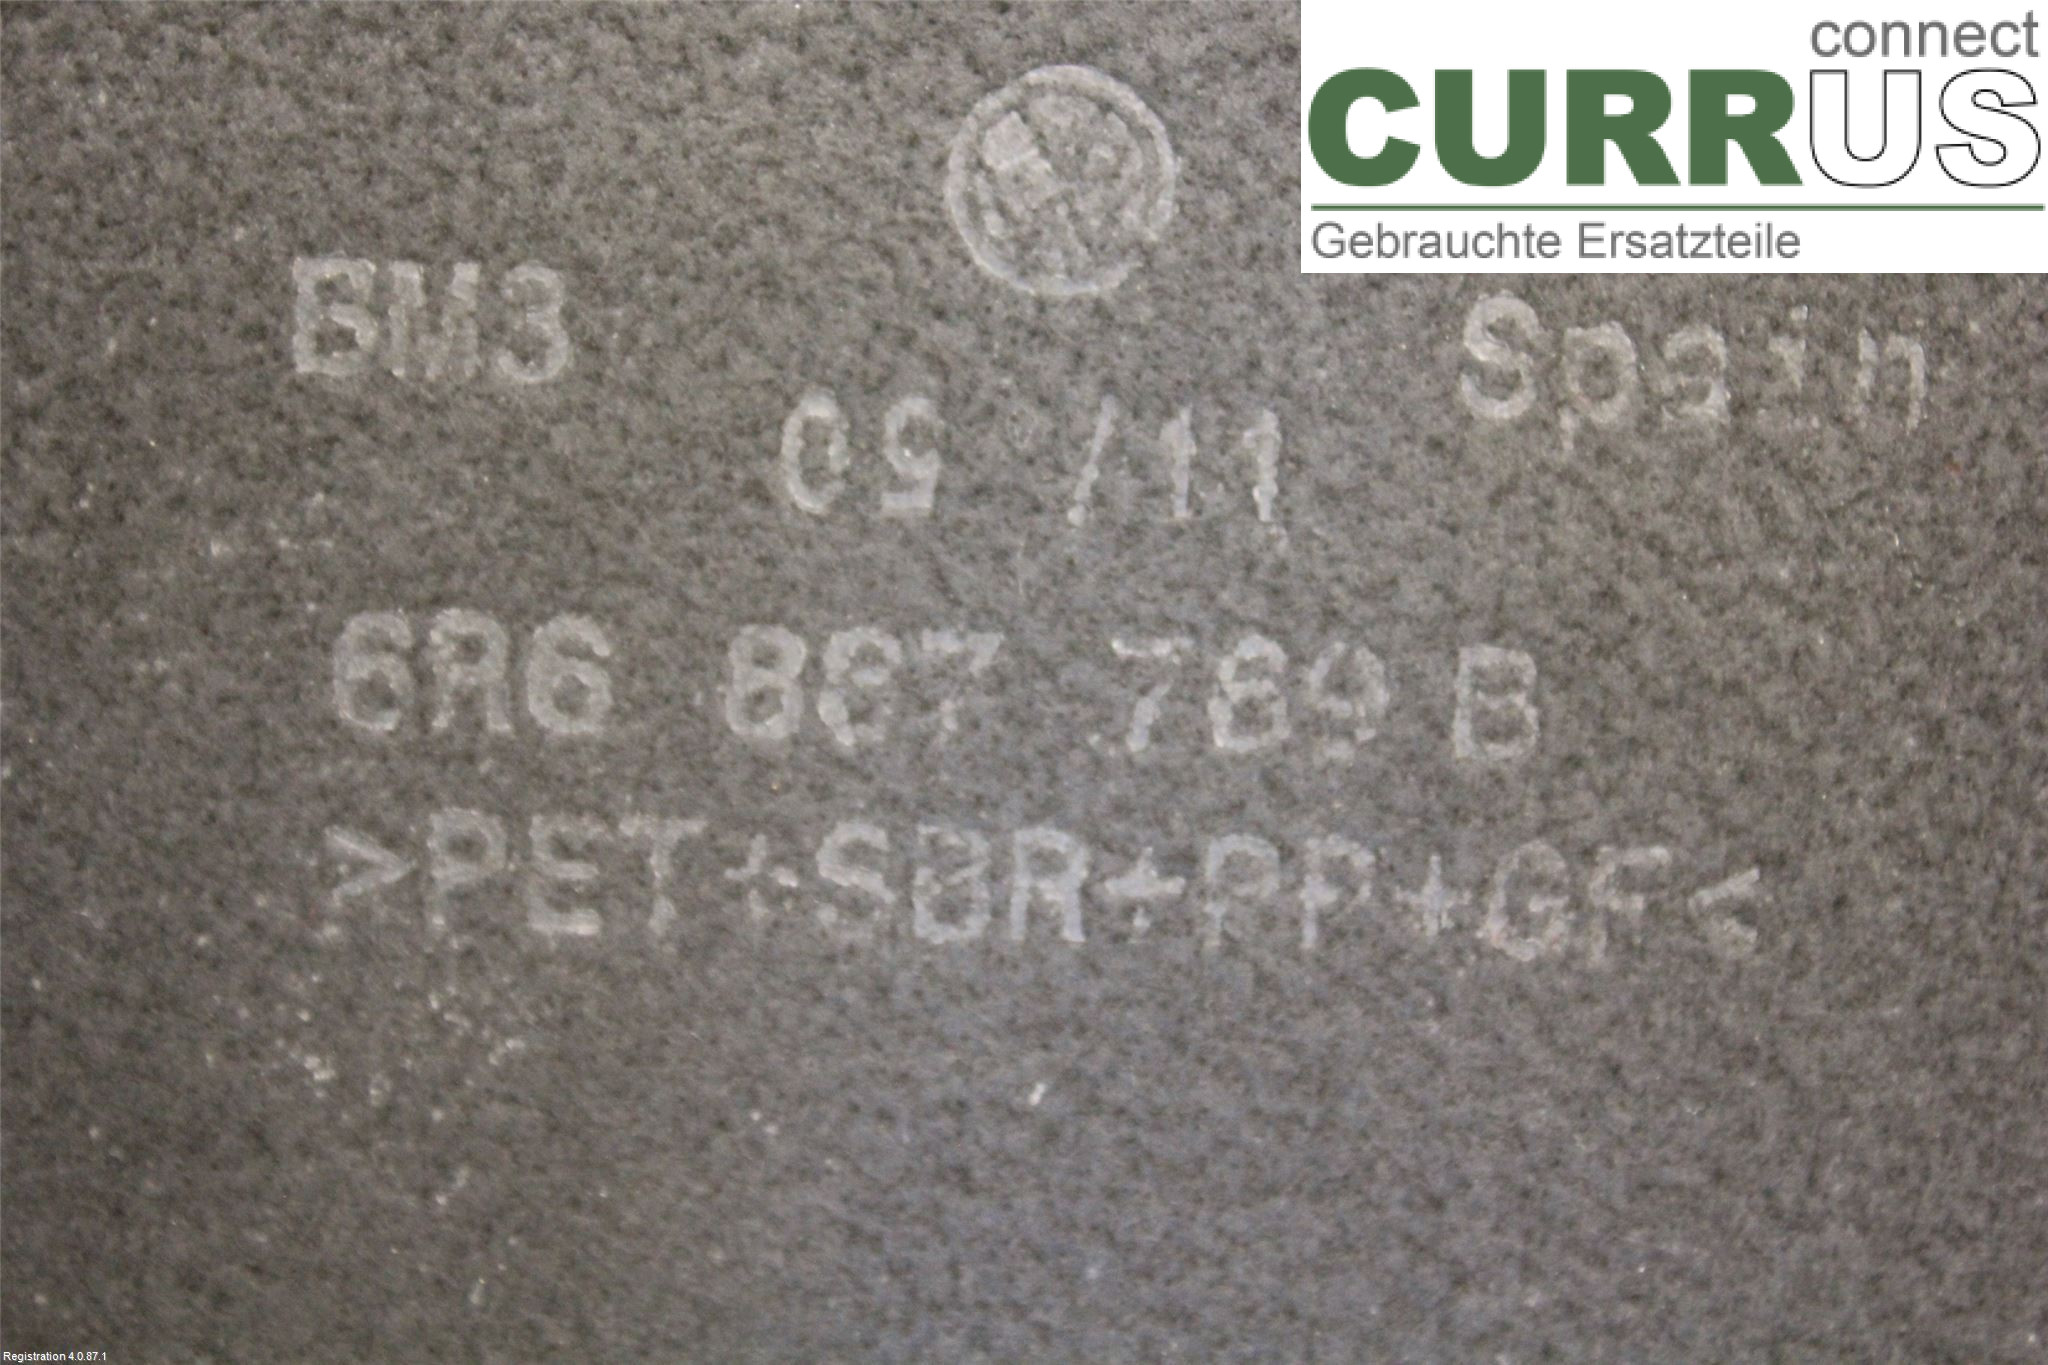 connect
CURRUS
Gebrauchte Ersatzteile
BM3
Spain
05 / 11
6R6 867 769 B
>PET+SBR+PP+GF<
Registration 4.0.87.1